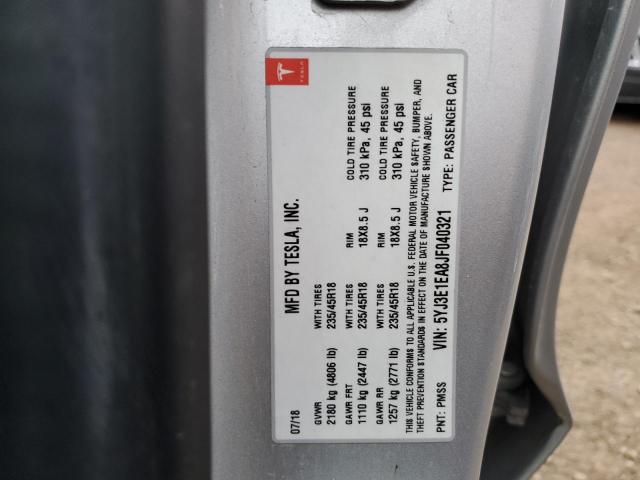 TESLA
07/18 MFD BY TESLA, INC.
GVWR WITH TIRES RIM COLD TIRE PRESSURE
2180 kg (4806 lb) 235/45R18 18X8.5 J 310 kPa, 45 psi
GAWR FRT
1110 kg (2447 lb) 235/45R18
GAWR RR WITH TIRES RIM COLD TIRE PRESSURE
1257 kg (2771 lb) 235/45R18 18X8.5 J 310 kPa, 45 psi
THIS VEHICLE CONFORMS TO ALL APPLICABLE U.S. FEDERAL MOTOR VEHICLE SAFETY, BUMPER, AND
THEFT PREVENTION STANDARDS IN EFFECT ON THE DATE OF MANUFACTURE SHOWN ABOVE.
PNT: PMSS VIN: 5YJ3E1EA8JF040321 TYPE: PASSENGER CAR